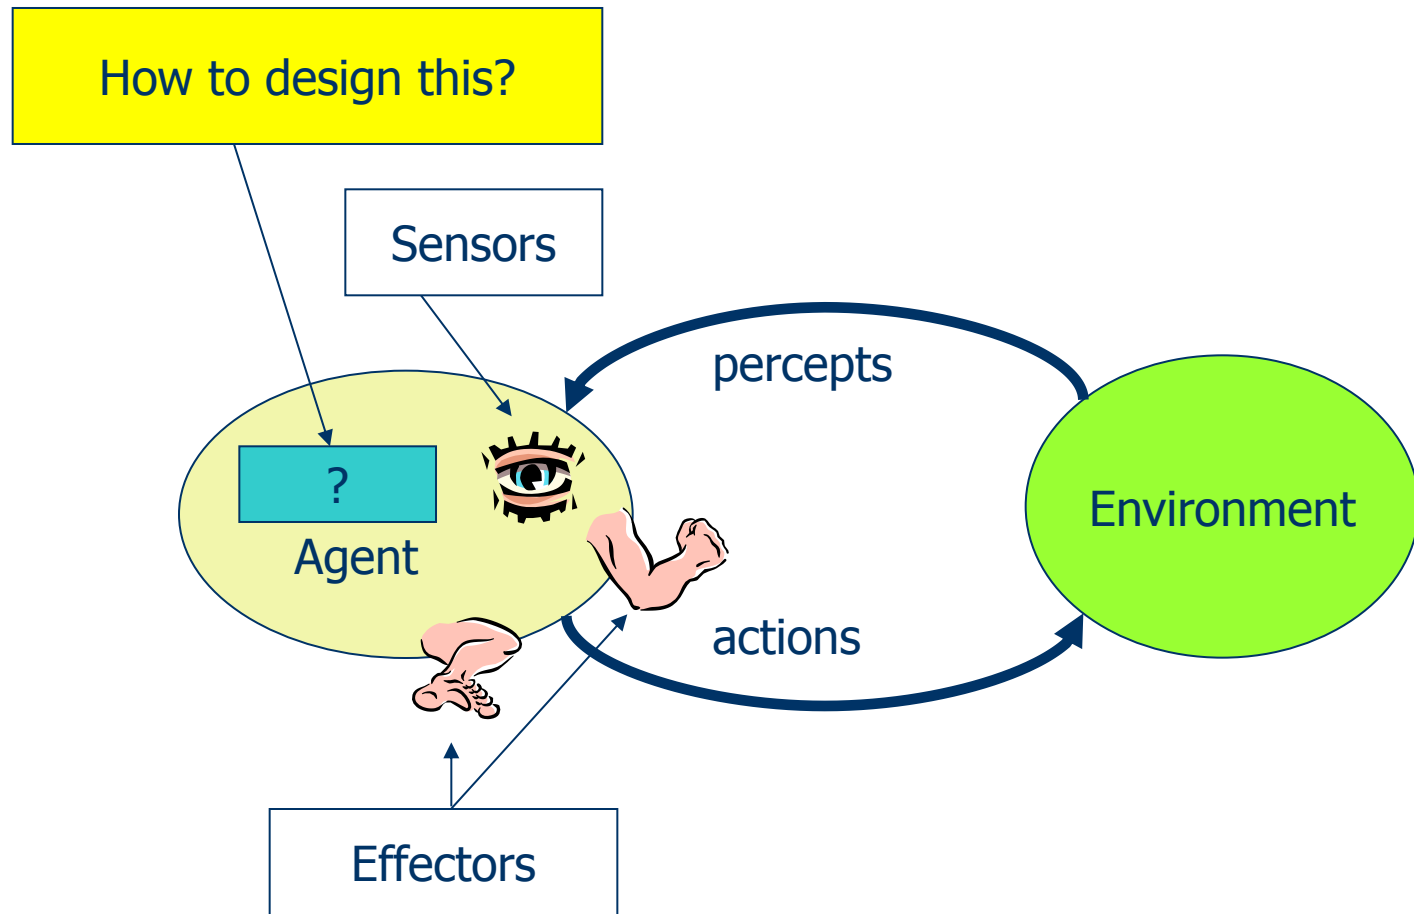 How to design this?
Sensors
percepts
?
Agent
Environment
actions
Effectors